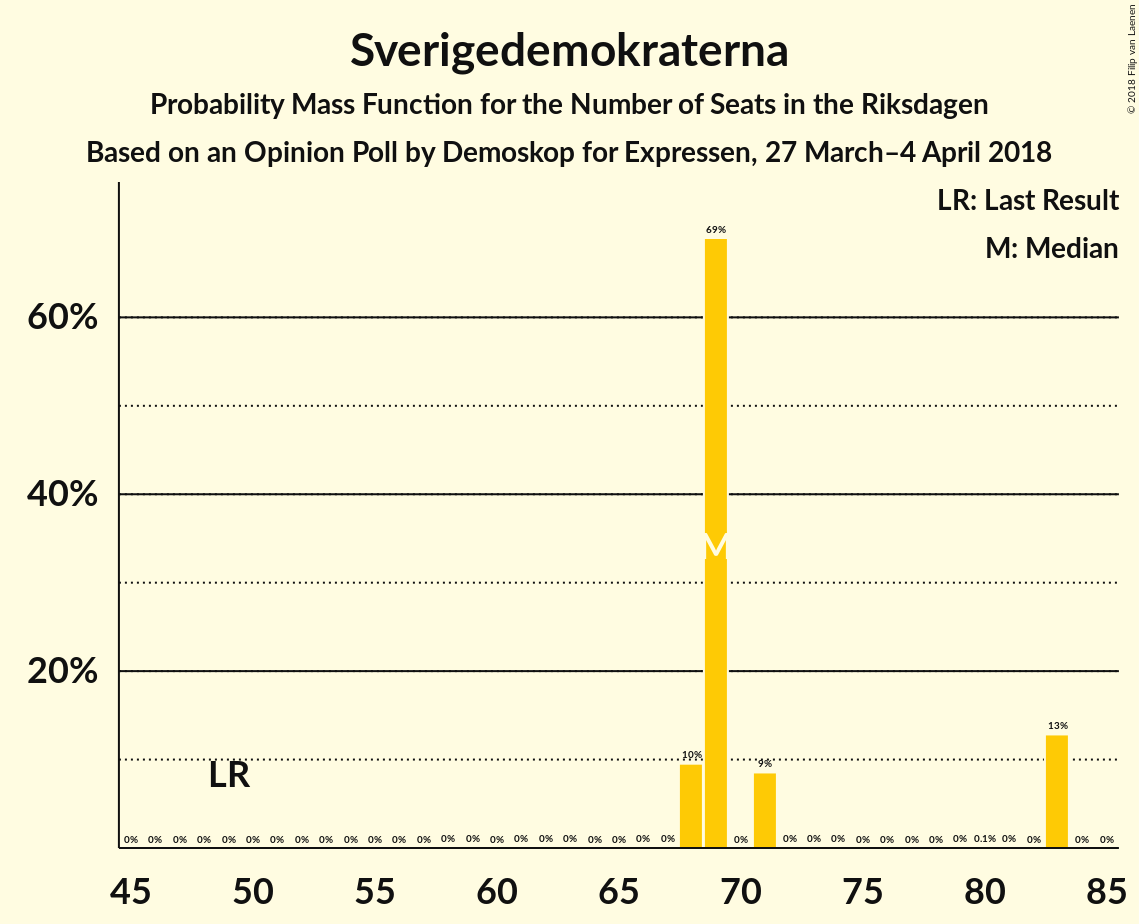 Sverigedemokraterna
Probability Mass Function for the Number of Seats in the Riksdagen
Based on an Opinion Poll by Demoskop for Expressen, 27 March–4 April 2018
© 2018 Filip van Laenen
LR: Last Result
M: Median
69%
60%
40%
M
20%
13%
10%
9%
LR
0% 0% 0% 0% 0% 0% 0% 0% 0% 0% 0% 0% 0% 0% 0% 0% 0% 0% 0% 0% 0% 0% 0% 0% 0% 0% 0% 0% 0% 0% 0% 0.1% 0% 0% 0% 0%
45 50 55 60 65 70 75 80 85